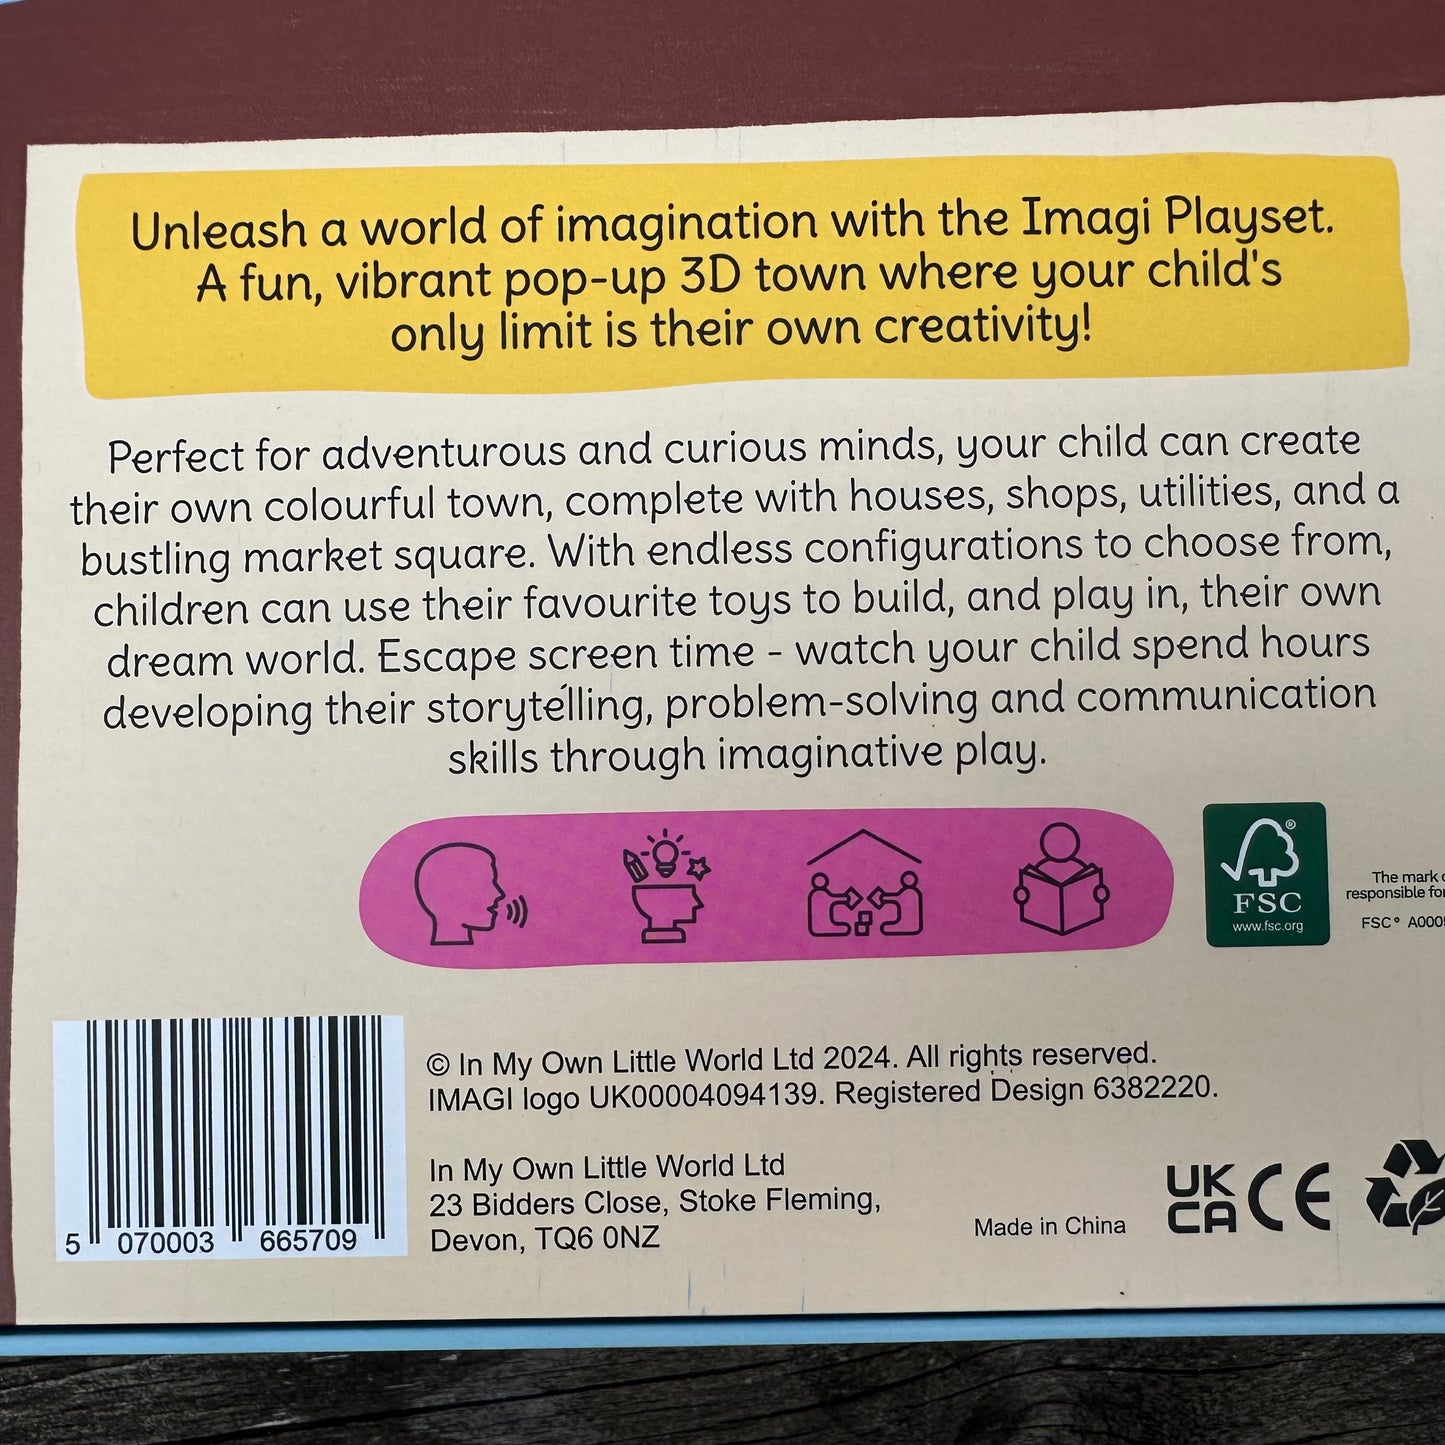 Unleash a world of imagination with the Imagi Playset.
A fun, vibrant pop-up 3D town where your child's
only limit is their own creativity!
Perfect for adventurous and curious minds, your child can create
their own colourful town, complete with houses, shops, utilities, and a
bustling market square. With endless configurations to choose from,
children can use their favourite toys to build, and play in, their own
dream world. Escape screen time - watch your child spend hours
developing their storytelling, problem-solving and communication
skills through imaginative play.
®
FSC
www.fsc.org
The mark
responsible
FSC® A000
© In My Own Little World Ltd 2024. All rights reserved.
IMAGI logo UK00004094139. Registered Design 6382220.
In My Own Little World Ltd
23 Bidders Close, Stoke Fleming,
Devon, TQ6 0NZ
Made in China
UK
CA
CE
5 070003 665709